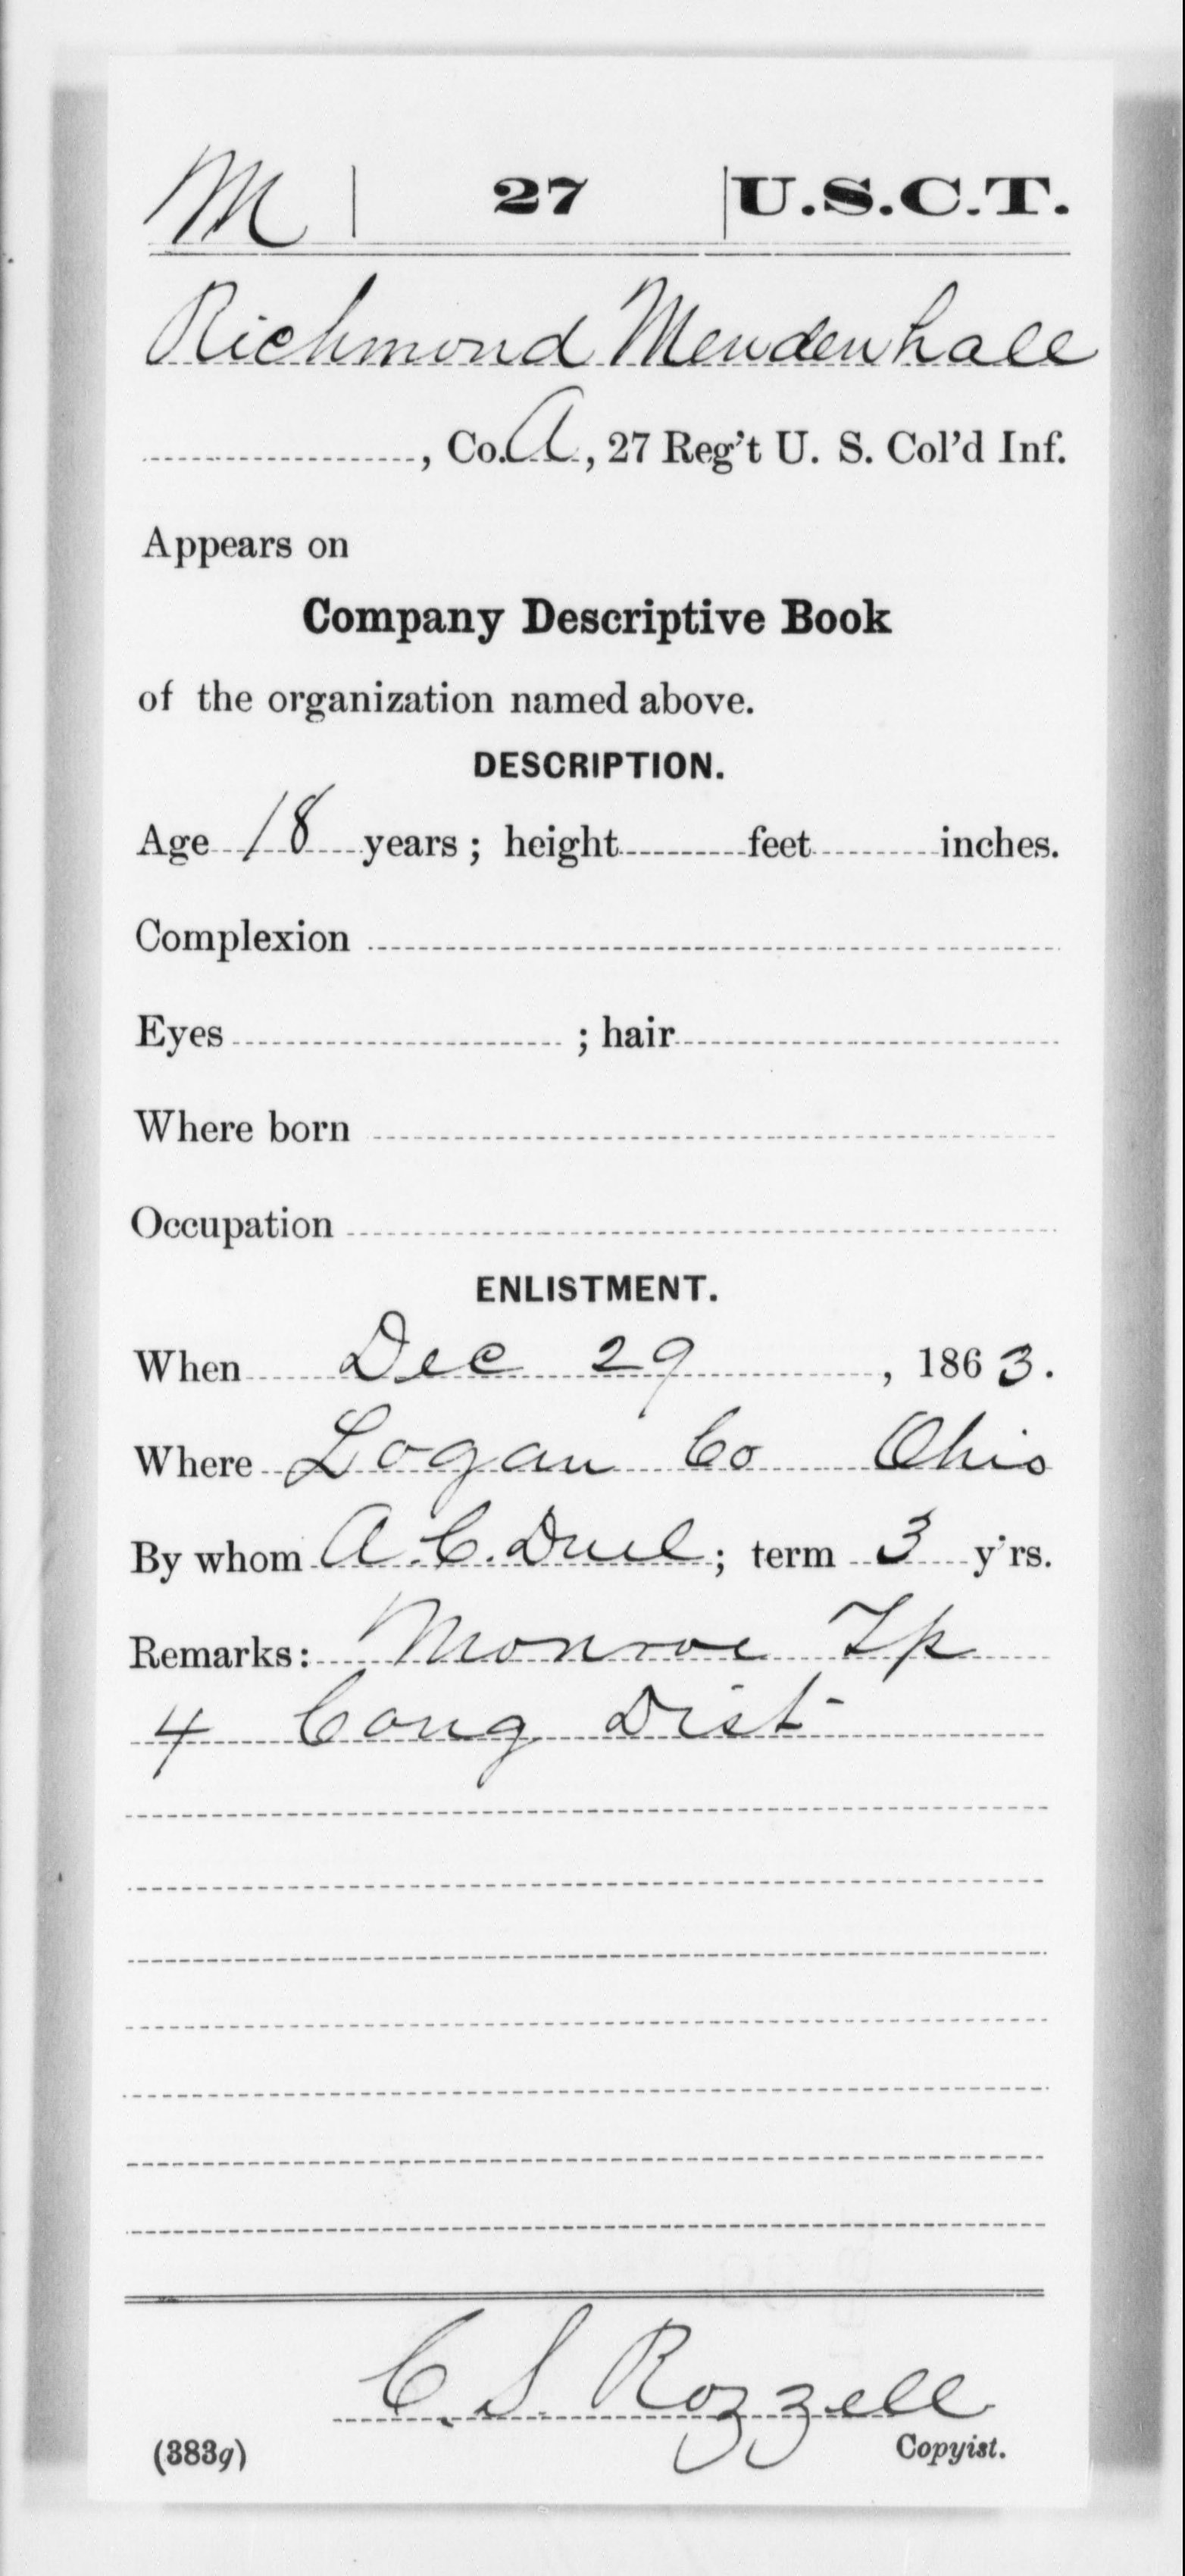 M 27 U.S.C.T.
Richmond Mendenhall
, Co. A, 27 Reg't U. S. Col'd Inf.
Appears on
Company Descriptive Book
of the organization named above.
DESCRIPTION.
Age 18 years; height feet inches.
Complexion
Eyes ; hair
Where born
Occupation
ENLISTMENT.
When Dec 29, 1863.
Where Logan Co Ohio
By whom A. C. Duel; term 3 y'rs.
Remarks: Monroe Tp
4 Cong Dist
C. S. Rozzell
(383g) Copyist.